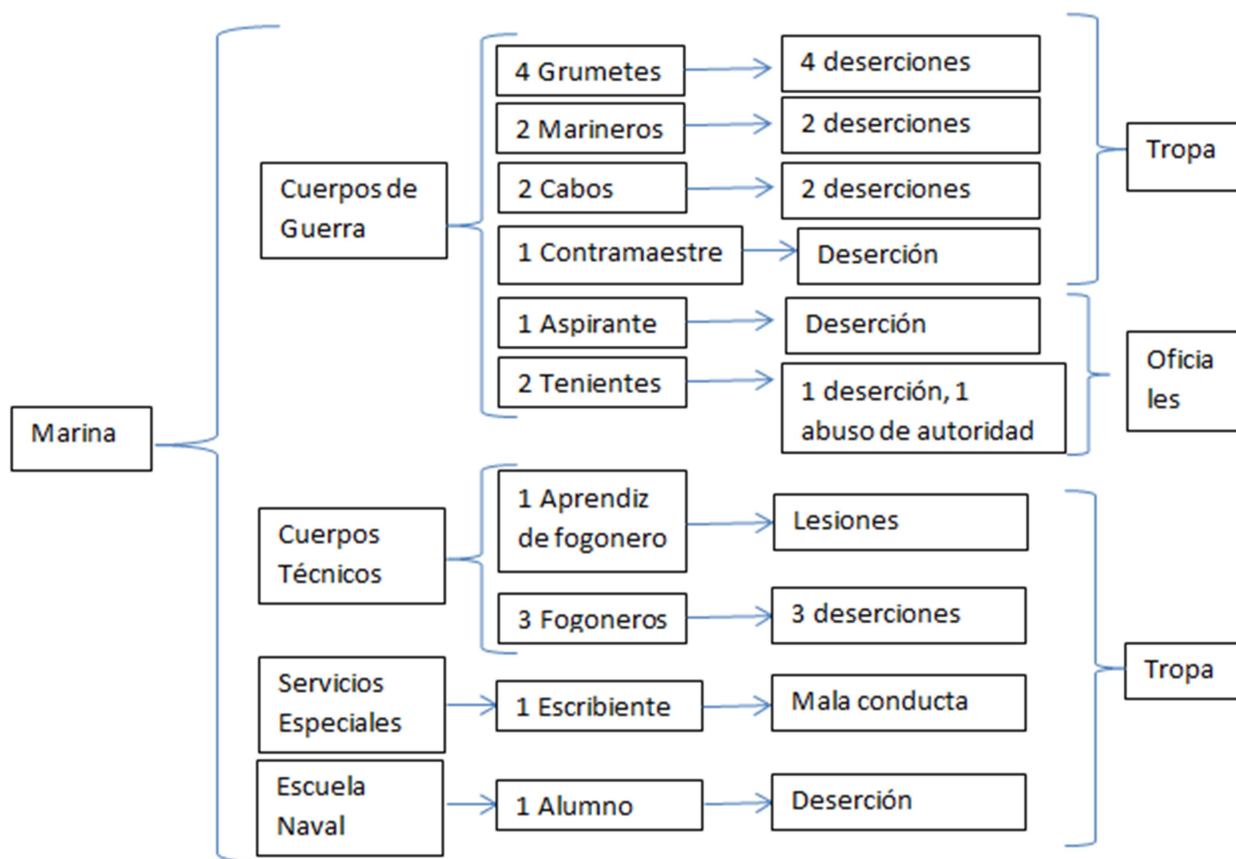 Marina
Cuerpos de
Guerra
4 Grumetes
4 deserciones
2 Marineros
2 deserciones
2 Cabos
2 deserciones
1 Contramaestre
Deserción
Tropa
1 Aspirante
Deserción
2 Tenientes
1 deserción, 1
abuso de autoridad
Oficia
les
Cuerpos
Técnicos
1 Aprendiz
de fogonero
Lesiones
3 Fogoneros
3 deserciones
Servicios
Especiales
1 Escribiente
Mala conducta
Escuela
Naval
1 Alumno
Deserción
Tropa